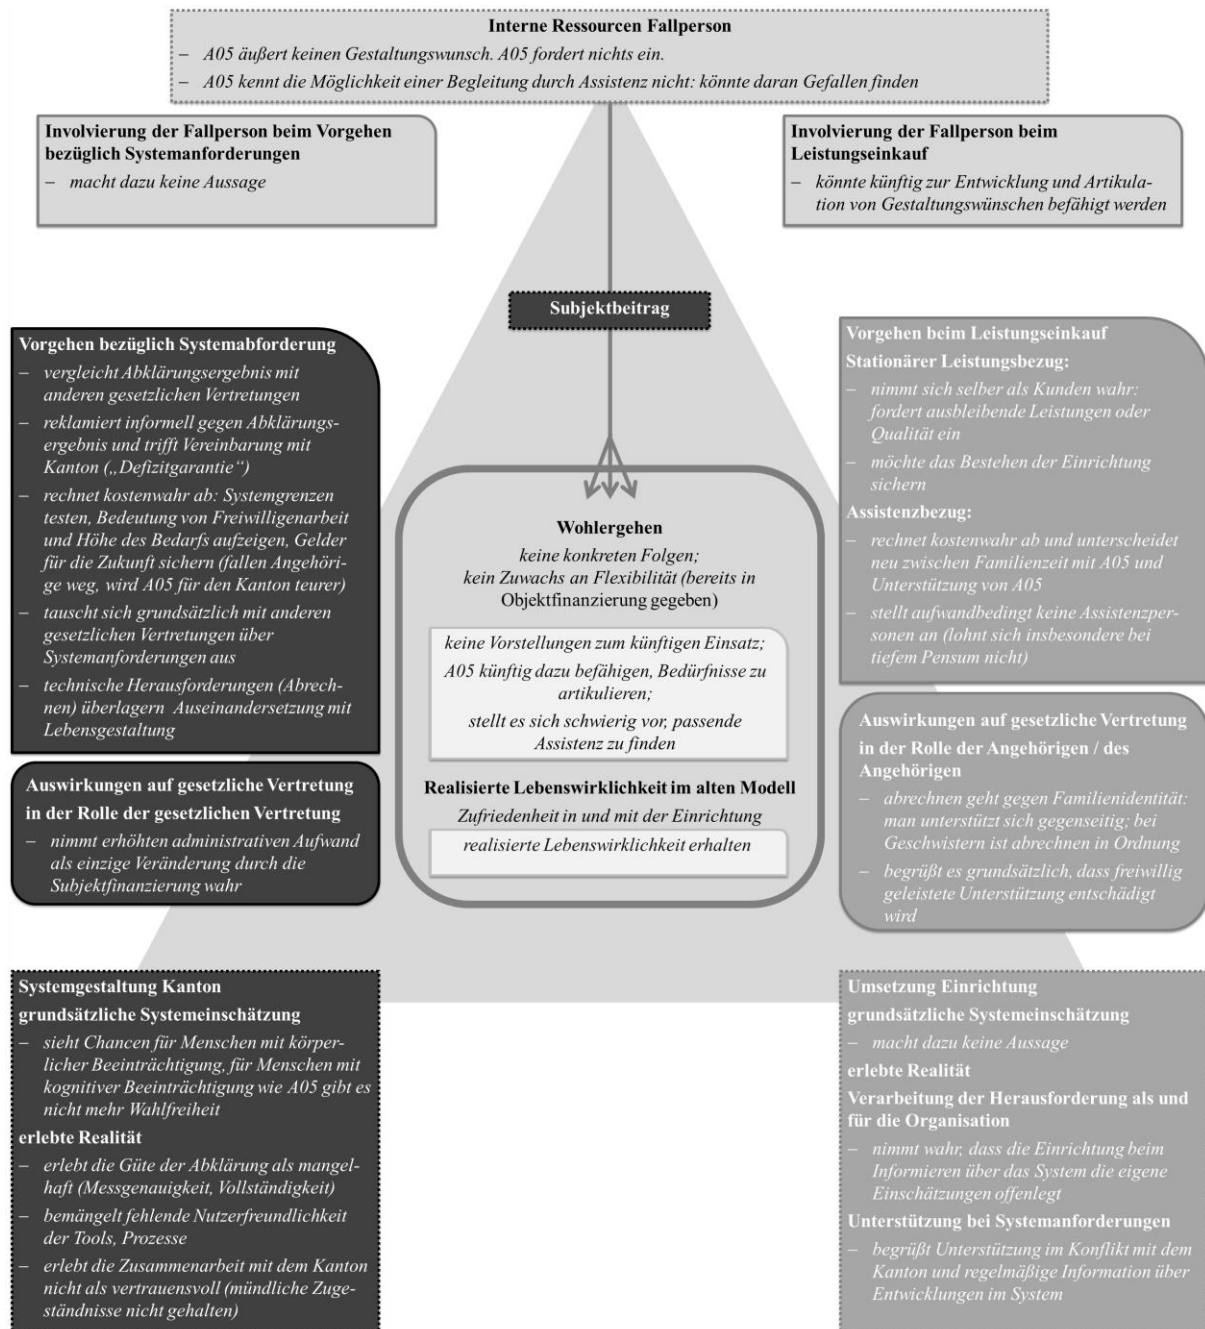 Interne Ressourcen Fallperson
– A05 äußert keinen Gestaltungswunsch. A05 fordert nichts ein.
– A05 kennt die Möglichkeit einer Begleitung durch Assistenz nicht: könnte daran Gefallen finden
Involvierung der Fallperson beim Vorgehen
bezüglich Systemanforderungen
– macht dazu keine Aussage
Involvierung der Fallperson beim
Leistungseinkauf
– könnte künftig zur Entwicklung und Artikula-
tion von Gestaltungswünschen befähigt werden
Subjektbeitrag
Vorgehen bezüglich Systemabforderung
– vergleicht Abklärungsergebnis mit
anderen gesetzlichen Vertretungen
– reklamiert informell gegen Abklärungs-
ergebnis und trifft Vereinbarung mit
Kanton („Defizitgarantie“)
– rechnet kostenwahr ab: Systemgrenzen
testen, Bedeutung von Freiwilligenarbeit
und Höhe des Bedarfs aufzeigen, Gelder
für die Zukunft sichern (fallen Angehöri-
ge weg, wird A05 für den Kanton teurer)
– tauscht sich grundsätzlich mit anderen
gesetzlichen Vertretungen über
Systemanforderungen aus
– technische Herausforderungen (Abrech-
nen) überlagern Auseinandersetzung mit
Lebensgestaltung
Auswirkungen auf gesetzliche Vertretung
in der Rolle der gesetzlichen Vertretung
– nimmt erhöhten administrativen Aufwand
als einzige Veränderung durch die
Subjektfinanzierung wahr
Wohlergehen
keine konkreten Folgen;
kein Zuwachs an Flexibilität (bereits in
Objektfinanzierung gegeben)
keine Vorstellungen zum künftigen Einsatz;
A05 künftig dazu befähigen, Bedürfnisse zu
artikulieren;
stellt es sich schwierig vor, passende
Assistenz zu finden
Realisierte Lebenswirklichkeit im alten Modell
Zufriedenheit in und mit der Einrichtung
realisierte Lebenswirklichkeit erhalten
Vorgehen beim Leistungseinkauf
Stationärer Leistungsbezug:
– nimmt sich selber als Kunden wahr:
fordert ausbleibende Leistungen oder
Qualität ein
– möchte das Bestehen der Einrichtung
sichern
Assistenzbezug:
– rechnet kostenwahr ab und unterscheidet
neu zwischen Familienzeit mit A05 und
Unterstützung von A05
– stellt aufwandbedingt keine Assistenzper-
sonen an (lohnt sich insbesondere bei
tiefem Pensum nicht)
Auswirkungen auf gesetzliche Vertretung
in der Rolle der Angehörigen / des
Angehörigen
– abrechnen geht gegen Familienidentität:
man unterstützt sich gegenseitig; bei
Geschwistern ist abrechnen in Ordnung
– begrüßt es grundsätzlich, dass freiwillig
geleistete Unterstützung entschädigt
wird
Systemgestaltung Kanton
grundsätzliche Systemeinschätzung
– sieht Chancen für Menschen mit körper-
licher Beeinträchtigung, für Menschen mit
kognitiver Beeinträchtigung wie A05 gibt es
nicht mehr Wahlfreiheit
erlebte Realität
– erlebt die Güte der Abklärung als mangel-
haft (Messgenauigkeit, Vollständigkeit)
– bemängelt fehlende Nutzerfreundlichkeit
der Tools, Prozesse
– erlebt die Zusammenarbeit mit dem Kanton
nicht als vertrauensvoll (mündliche Zuge-
ständnisse nicht gehalten)
Umsetzung Einrichtung
grundsätzliche Systemeinschätzung
– macht dazu keine Aussage
erlebte Realität
Verarbeitung der Herausforderung als und
für die Organisation
– nimmt wahr, dass die Einrichtung beim
Informieren über das System die eigene
Einschätzungen offenlegt
Unterstützung bei Systemanforderungen
– begrüßt Unterstützung im Konflikt mit dem
Kanton und regelmäßige Information über
Entwicklungen im System